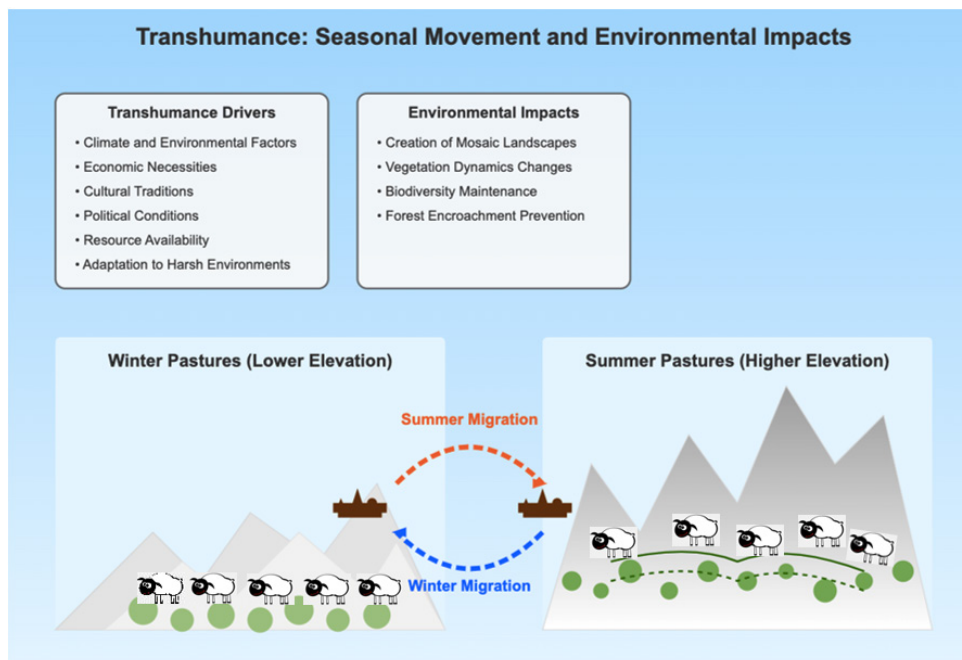 Transhumance: Seasonal Movement and Environmental Impacts
Transhumance Drivers
• Climate and Environmental Factors
• Economic Necessities
• Cultural Traditions
• Political Conditions
• Resource Availability
• Adaptation to Harsh Environments
Environmental Impacts
• Creation of Mosaic Landscapes
• Vegetation Dynamics Changes
• Biodiversity Maintenance
• Forest Encroachment Prevention
Winter Pastures (Lower Elevation)
Summer Pastures (Higher Elevation)
Summer Migration
Winter Migration